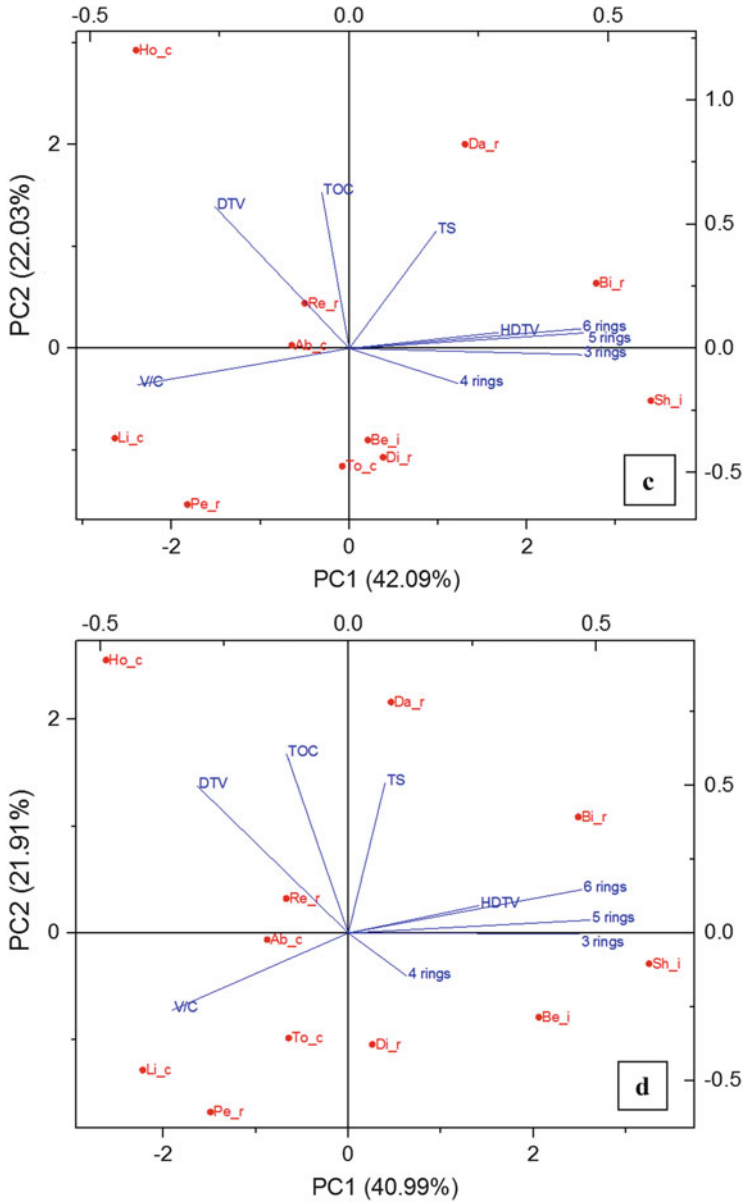 -0.5 0.0 0.5
Ho_c
1.0
2 Da_r
TOC
DTV
0.5
TS
PC2 (22.03%)
Bi_r
Re_r
6 rings
HDTV
5 rings
0 Ab_c 0.0
3 rings
V/C 4 rings
Sh_i
Li_c Be_i
Di_r
To_c
-0.5
c
Pe_r
-2 0 2
PC1 (42.09%)
-0.5 0.0 0.5
Ho_c
Da_r
2
TOC
DTV TS
0.5
PC2 (21.91%)
Bi_r
6 rings
Re_r
HDTV
5 rings
0 Ab_c 0.0
3 rings
Sh_i
4 rings
V/C
Be_i
To_c Di_r
Li_c
-0.5
d
Pe_r
-2 0 2
PC1 (40.99%)